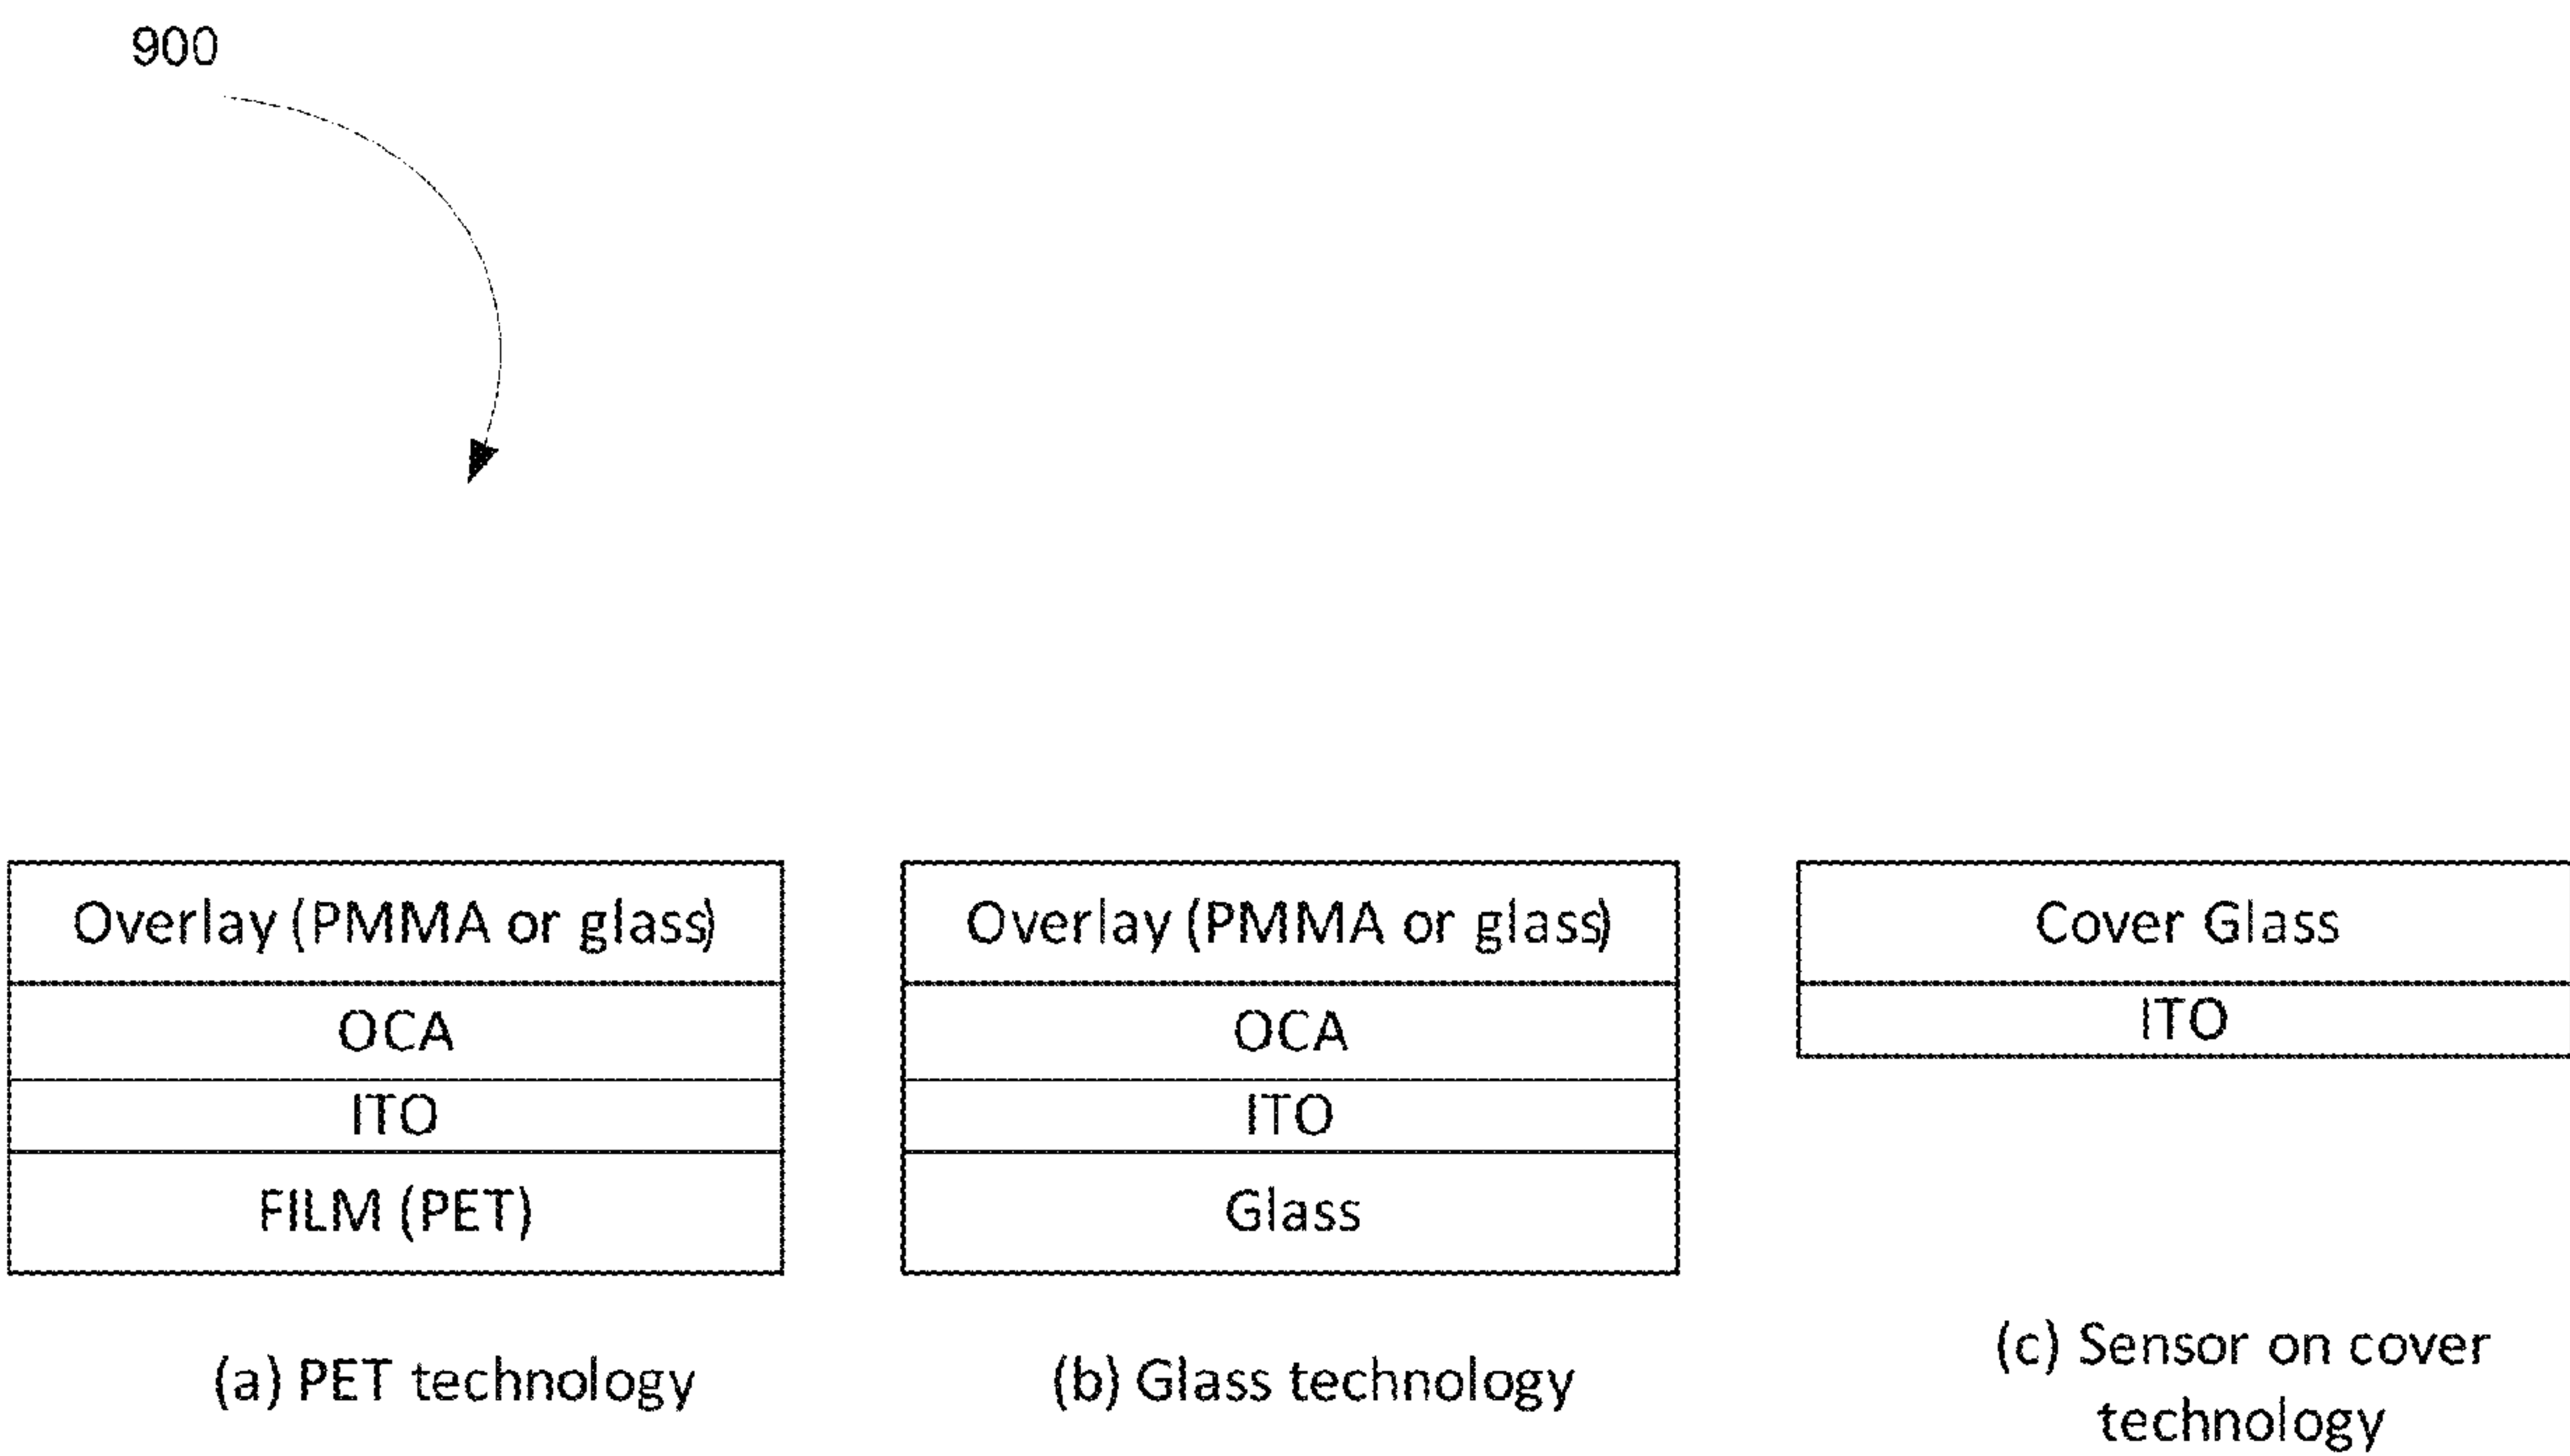 900
Overlay (PMMA or glass)
OCA
ITO
FILM (PET)
(a) PET technology
Overlay (PMMA or glass)
OCA
ITO
Glass
(b) Glass technology
Cover Glass
ITO
(c) Sensor on cover
technology